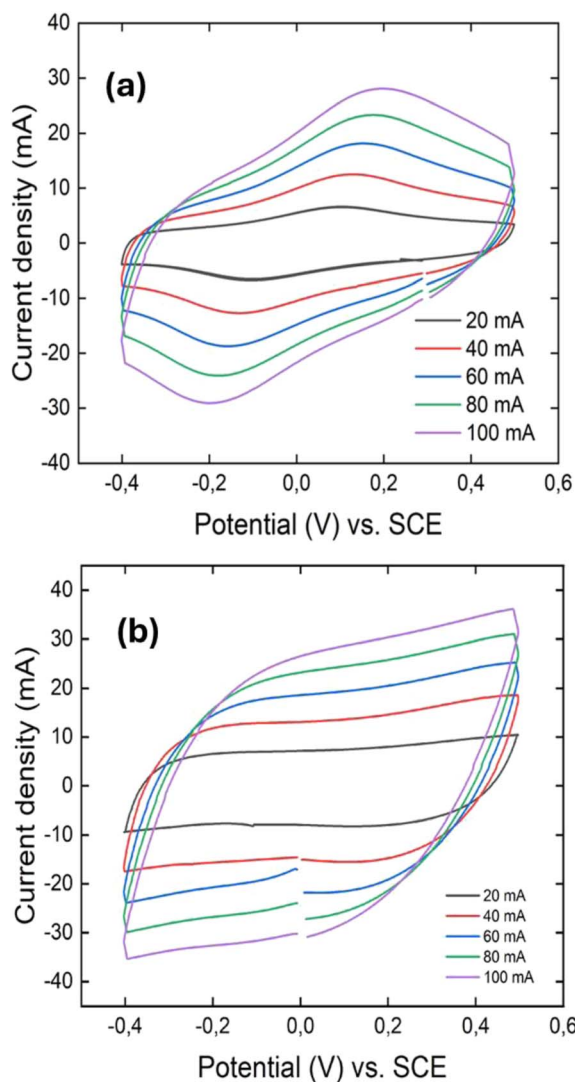 (a)
Current density (mA)
40
30
20
10
0
-10
-20
-30
-40
20 mA
40 mA
60 mA
80 mA
100 mA
-0,4
-0,2
0,0
0,2
0,4
0,6
Potential (V) vs. SCE
(b)
Current density (mA)
40
30
20
10
0
-10
-20
-30
-40
20 mA
40 mA
60 mA
80 mA
100 mA
-0,4
-0,2
0,0
0,2
0,4
0,6
Potential (V) vs. SCE